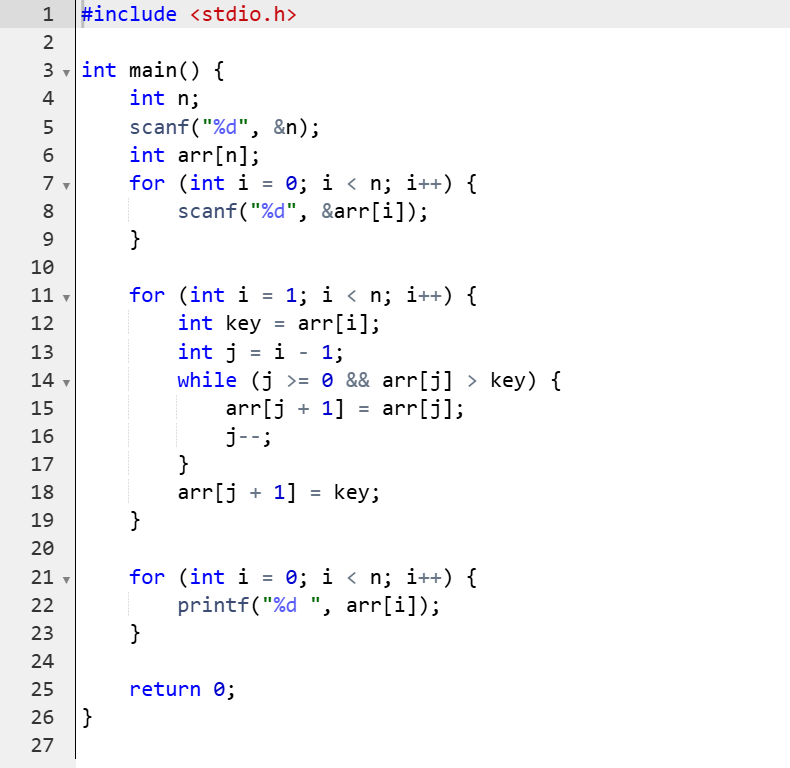 1 #include <stdio.h>
2
3 int main() {
4     int n;
5     scanf("%d", &n);
6     int arr[n];
7     for (int i = 0; i < n; i++) {
8         scanf("%d", &arr[i]);
9     }
10
11     for (int i = 1; i < n; i++) {
12         int key = arr[i];
13         int j = i - 1;
14         while (j >= 0 && arr[j] > key) {
15             arr[j + 1] = arr[j];
16             j--;
17         }
18         arr[j + 1] = key;
19     }
20
21     for (int i = 0; i < n; i++) {
22         printf("%d ", arr[i]);
23     }
24
25     return 0;
26 }
27